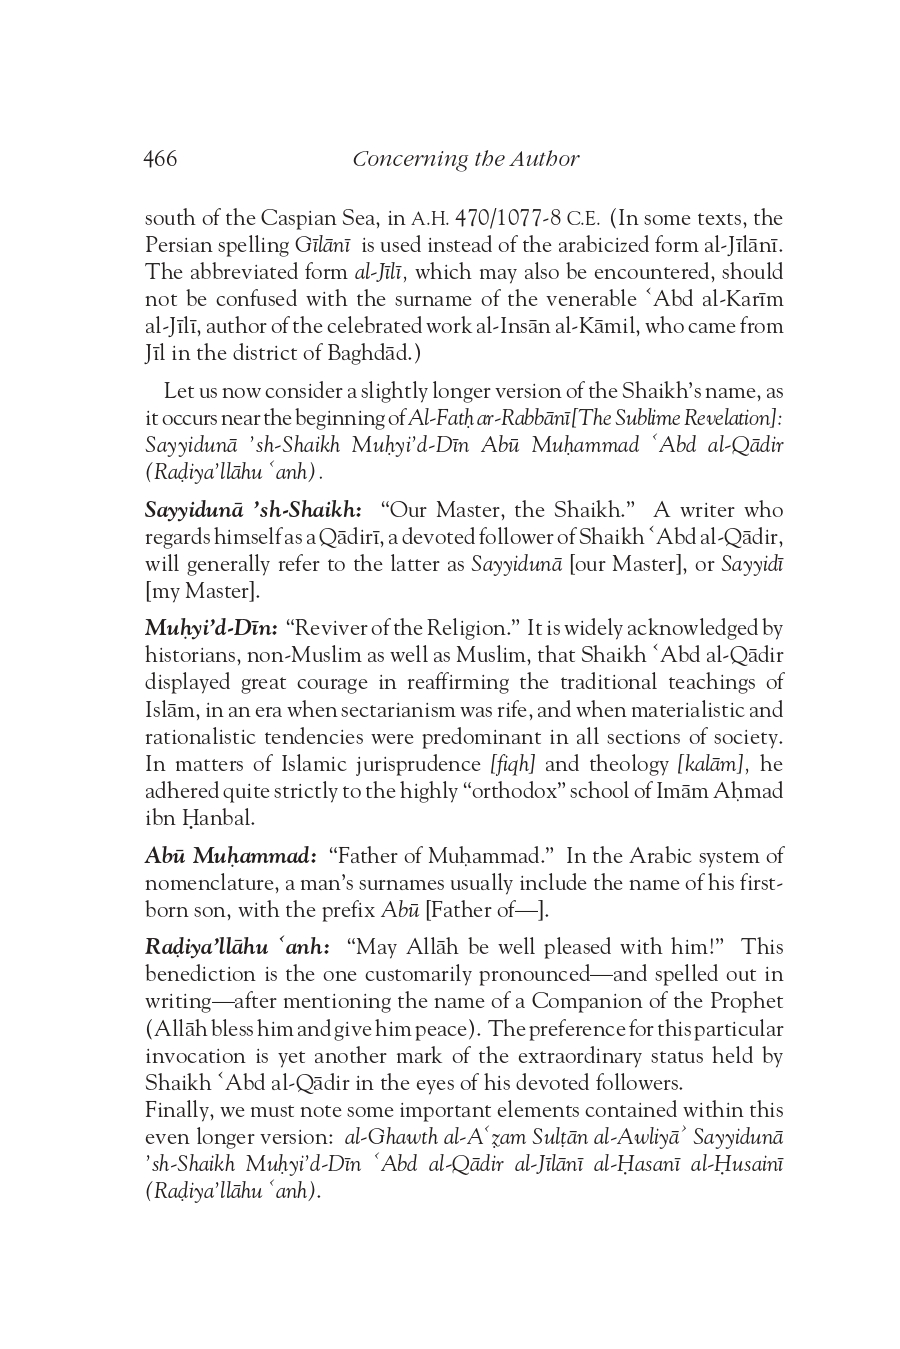 466
Concerning the Author
south of the Caspian Sea, in A.H. 470/1077-8 C.E. (In some texts, the
Persian spelling Gīlānī is used instead of the arabicized form al-Jīlānī.
The abbreviated form al-Jīlī, which may also be encountered, should
not be confused with the surname of the venerable ʿAbd al-Karīm
al-Jīlī, author of the celebrated work al-Insān al-Kāmil, who came from
Jīl in the district of Baghdād.)
Let us now consider a slightly longer version of the Shaikh’s name, as
it occurs near the beginning of Al-Fatḥ ar-Rabbānī [The Sublime Revelation]:
Sayyidunā ’sh-Shaikh Muḥyi’d-Dīn Abū Muḥammad ʿAbd al-Qādir
(Raḍiya’llāhu ʿanh).
Sayyidunā ’sh-Shaikh: “Our Master, the Shaikh.” A writer who
regards himself as a Qādirī, a devoted follower of Shaikh ʿAbd al-Qādir,
will generally refer to the latter as Sayyidunā [our Master], or Sayyidī
[my Master].
Muḥyi’d-Dīn: “Reviver of the Religion.” It is widely acknowledged by
historians, non-Muslim as well as Muslim, that Shaikh ʿAbd al-Qādir
displayed great courage in reaffirming the traditional teachings of
Islām, in an era when sectarianism was rife, and when materialistic and
rationalistic tendencies were predominant in all sections of society.
In matters of Islamic jurisprudence [fiqh] and theology [kalām], he
adhered quite strictly to the highly “orthodox” school of Imām Aḥmad
ibn Ḥanbal.
Abū Muḥammad: “Father of Muḥammad.” In the Arabic system of
nomenclature, a man’s surnames usually include the name of his first-
born son, with the prefix Abū [Father of—].
Raḍiya’llāhu ʿanh: “May Allāh be well pleased with him!” This
benediction is the one customarily pronounced—and spelled out in
writing—after mentioning the name of a Companion of the Prophet
(Allāh bless him and give him peace). The preference for this particular
invocation is yet another mark of the extraordinary status held by
Shaikh ʿAbd al-Qādir in the eyes of his devoted followers.
Finally, we must note some important elements contained within this
even longer version: al-Ghawth al-Aʿẓam Sulṭān al-Awliyāʾ Sayyidunā
’sh-Shaikh Muḥyi’d-Dīn ʿAbd al-Qādir al-Jīlānī al-Ḥasanī al-Ḥusainī
(Raḍiya’llāhu ʿanh).